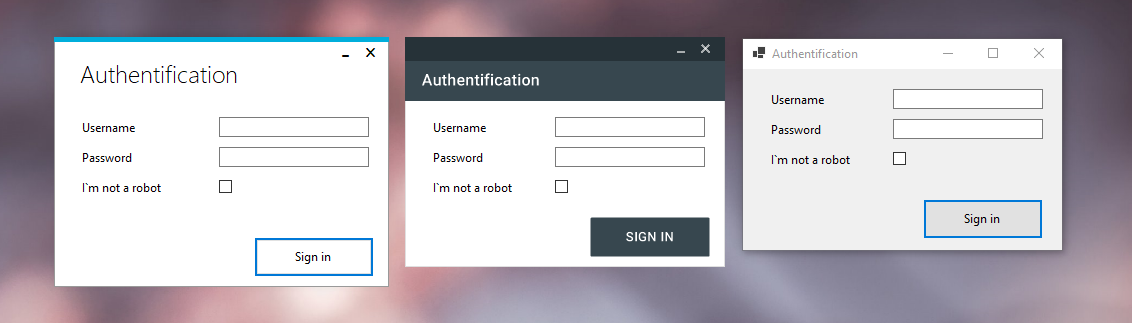 Authentification
Username
Password
I`m not a robot
Sign in
Authentification
Username
Password
I`m not a robot
SIGN IN
Authentification
Username
Password
I`m not a robot
Sign in